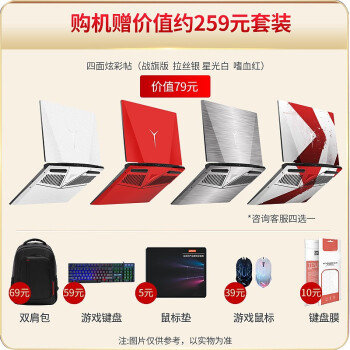 购机赠价值约259元套装
四面炫彩帖（战旗版 拉丝银 星光白 嗜血红）
价值79元
*咨询客服四选一
69元
59元
5元
39元
10元
双肩包
游戏键盘
鼠标垫
游戏鼠标
键盘膜
*图片仅供参考，以实物为准